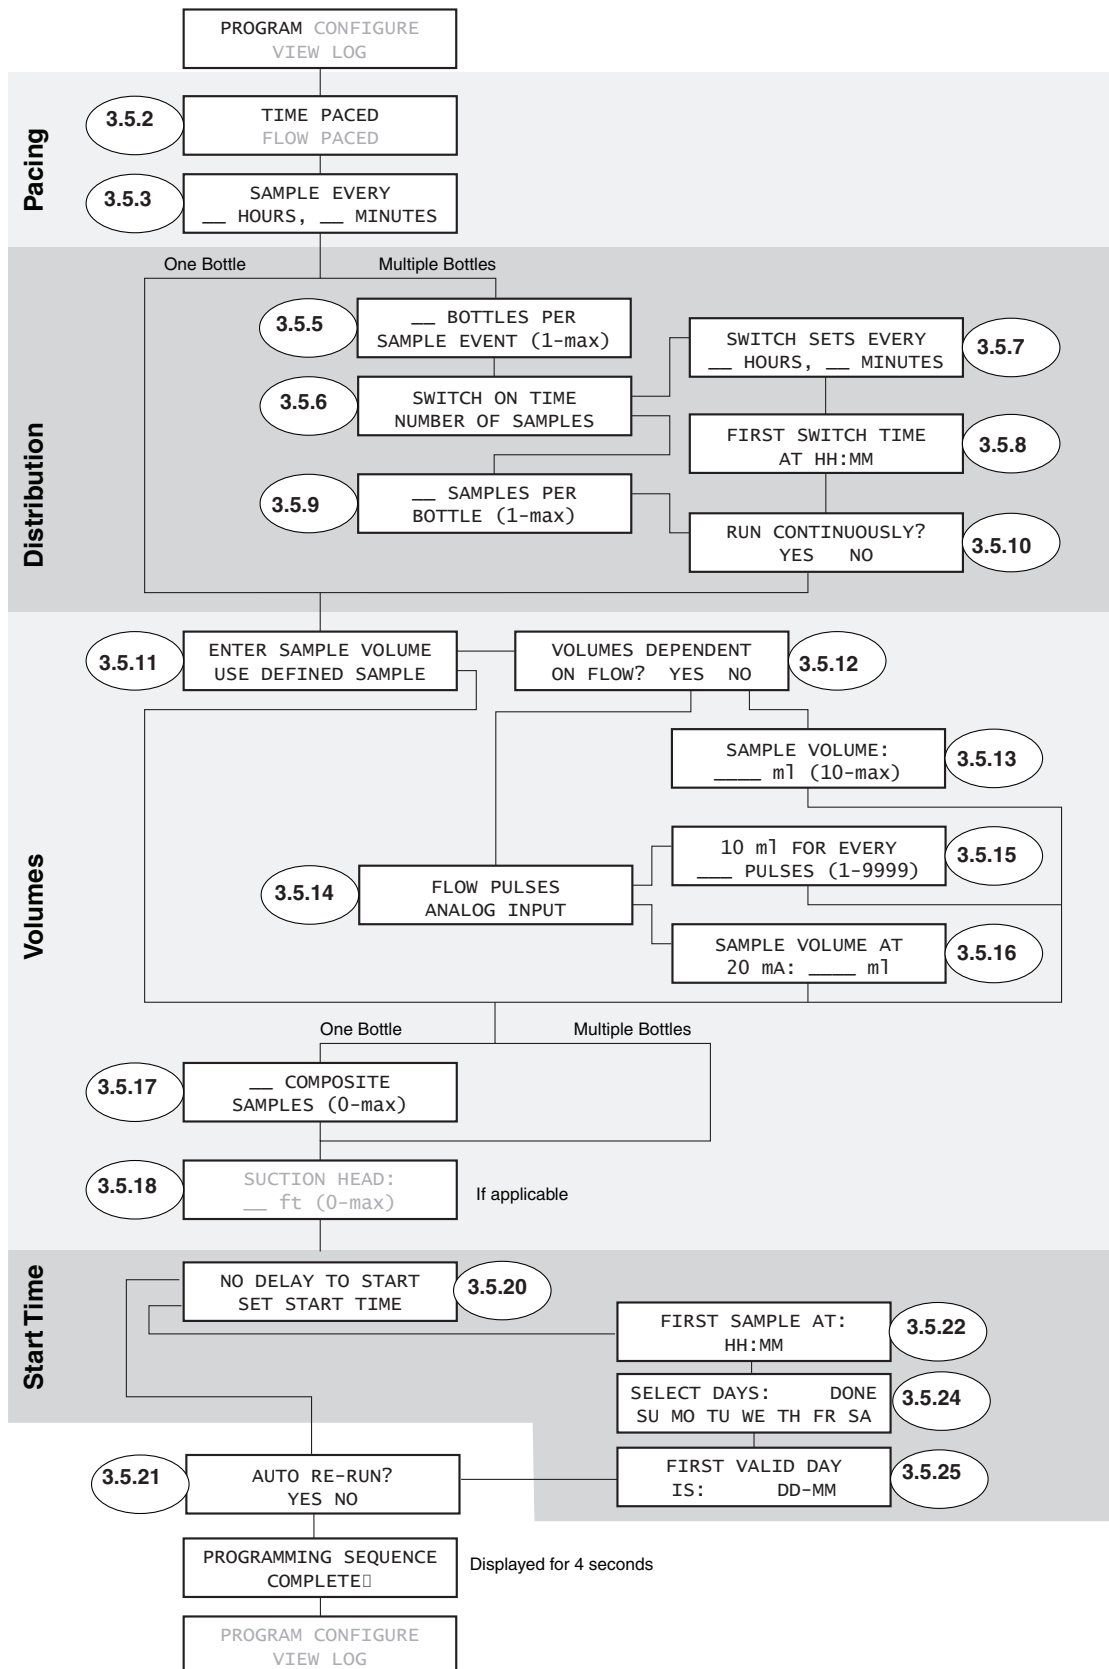 PROGRAM CONFIGURE
VIEW LOG
Pacing
3.5.2
TIME PACED
FLOW PACED
3.5.3
SAMPLE EVERY
__ HOURS, __ MINUTES
Distribution
One Bottle
Multiple Bottles
3.5.5
__ BOTTLES PER
SAMPLE EVENT (1-max)
SWITCH SETS EVERY
__ HOURS, __ MINUTES
3.5.7
3.5.6
SWITCH ON TIME
NUMBER OF SAMPLES
FIRST SWITCH TIME
AT HH:MM
3.5.8
3.5.9
__ SAMPLES PER
BOTTLE (1-max)
RUN CONTINUOUSLY?
YES NO
3.5.10
Volumes
3.5.11
ENTER SAMPLE VOLUME
USE DEFINED SAMPLE
VOLUMES DEPENDENT
ON FLOW? YES NO
3.5.12
SAMPLE VOLUME:
____ ml (10-max)
3.5.13
10 ml FOR EVERY
___ PULSES (1-9999)
3.5.15
3.5.14
FLOW PULSES
ANALOG INPUT
SAMPLE VOLUME AT
20 mA: ____ ml
3.5.16
One Bottle
Multiple Bottles
3.5.17
__ COMPOSITE
SAMPLES (0-max)
3.5.18
SUCTION HEAD:
__ ft (0-max)
If applicable
Start Time
NO DELAY TO START
SET START TIME
3.5.20
FIRST SAMPLE AT:
HH:MM
3.5.22
SELECT DAYS: DONE
SU MO TU WE TH FR SA
3.5.24
3.5.21
AUTO RE-RUN?
YES NO
FIRST VALID DAY
IS: DD-MM
3.5.25
PROGRAMMING SEQUENCE
COMPLETE▯
Displayed for 4 seconds
PROGRAM CONFIGURE
VIEW LOG